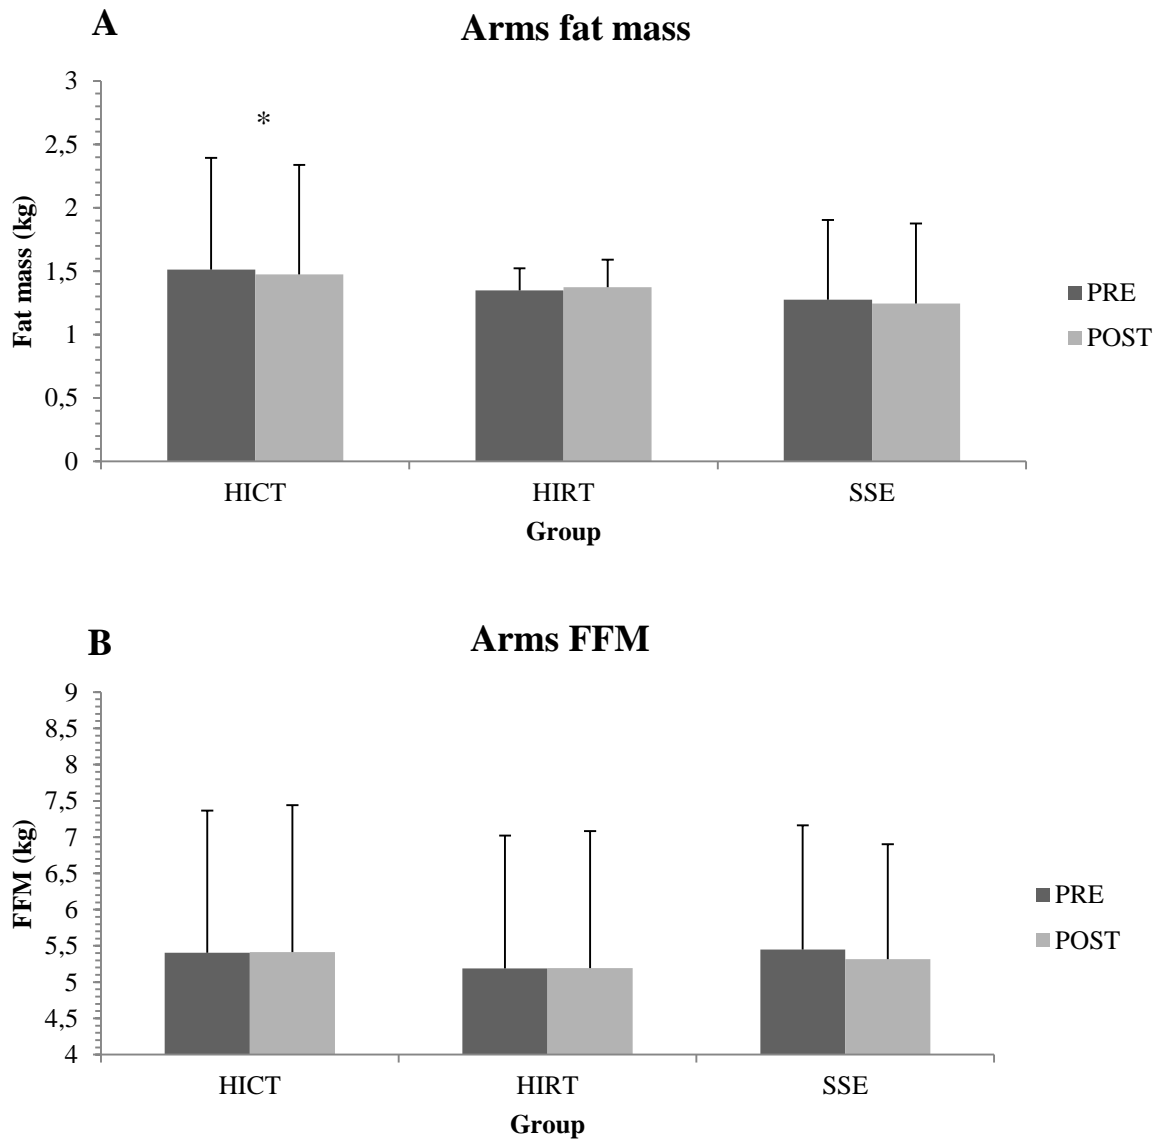 A
Arms fat mass
3
2,5
2
1,5
1
0,5
0
Fat mass (kg)
*
HICT
HIRT
SSE
Group
PRE
POST
B
Arms FFM
9
8,5
8
7,5
7
6,5
6
5,5
5
4,5
4
FFM (kg)
HICT
HIRT
SSE
Group
PRE
POST